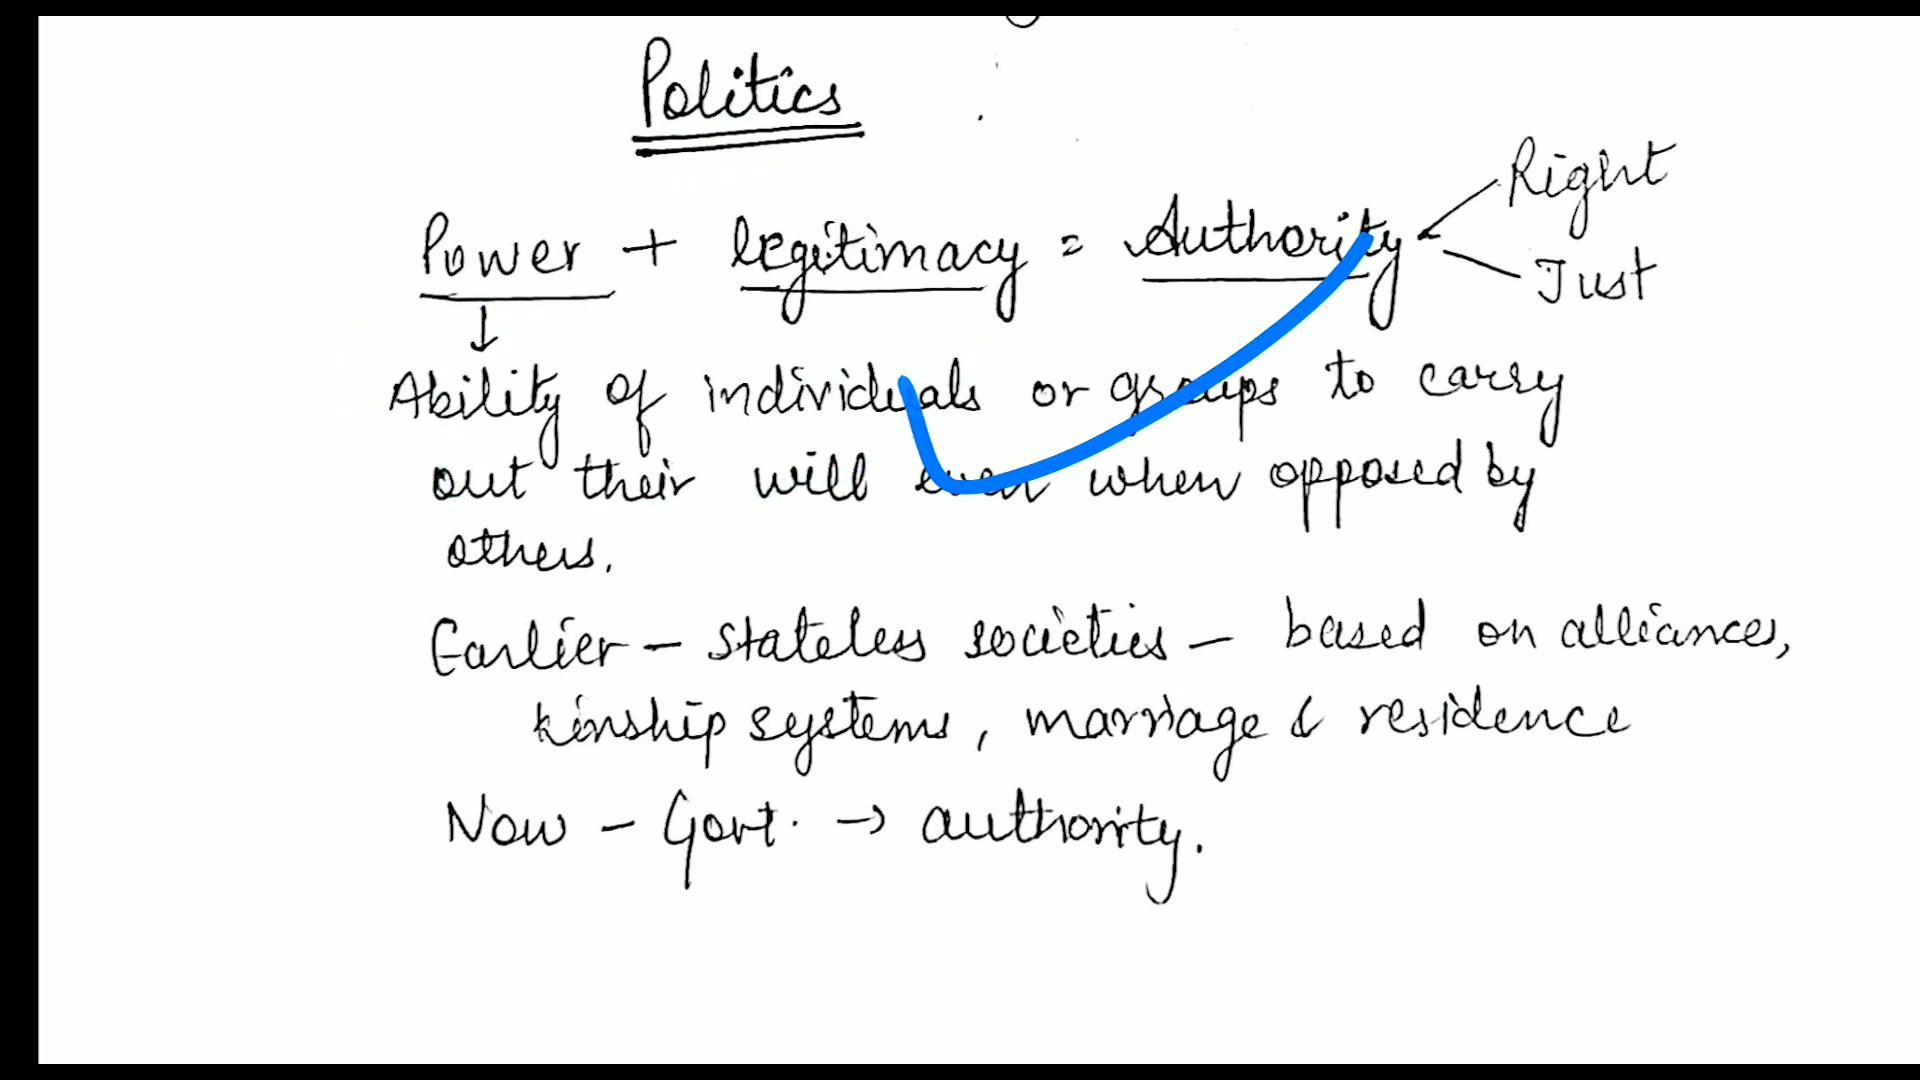 Politics
Power + legitimacy = Authority
Right
Just
↓
Ability of individuals or groups to carry
out their will even when opposed by
others.
Earlier - stateless societies - based on alliances,
kinship systems, marriage & residence
Now - Govt. → authority.